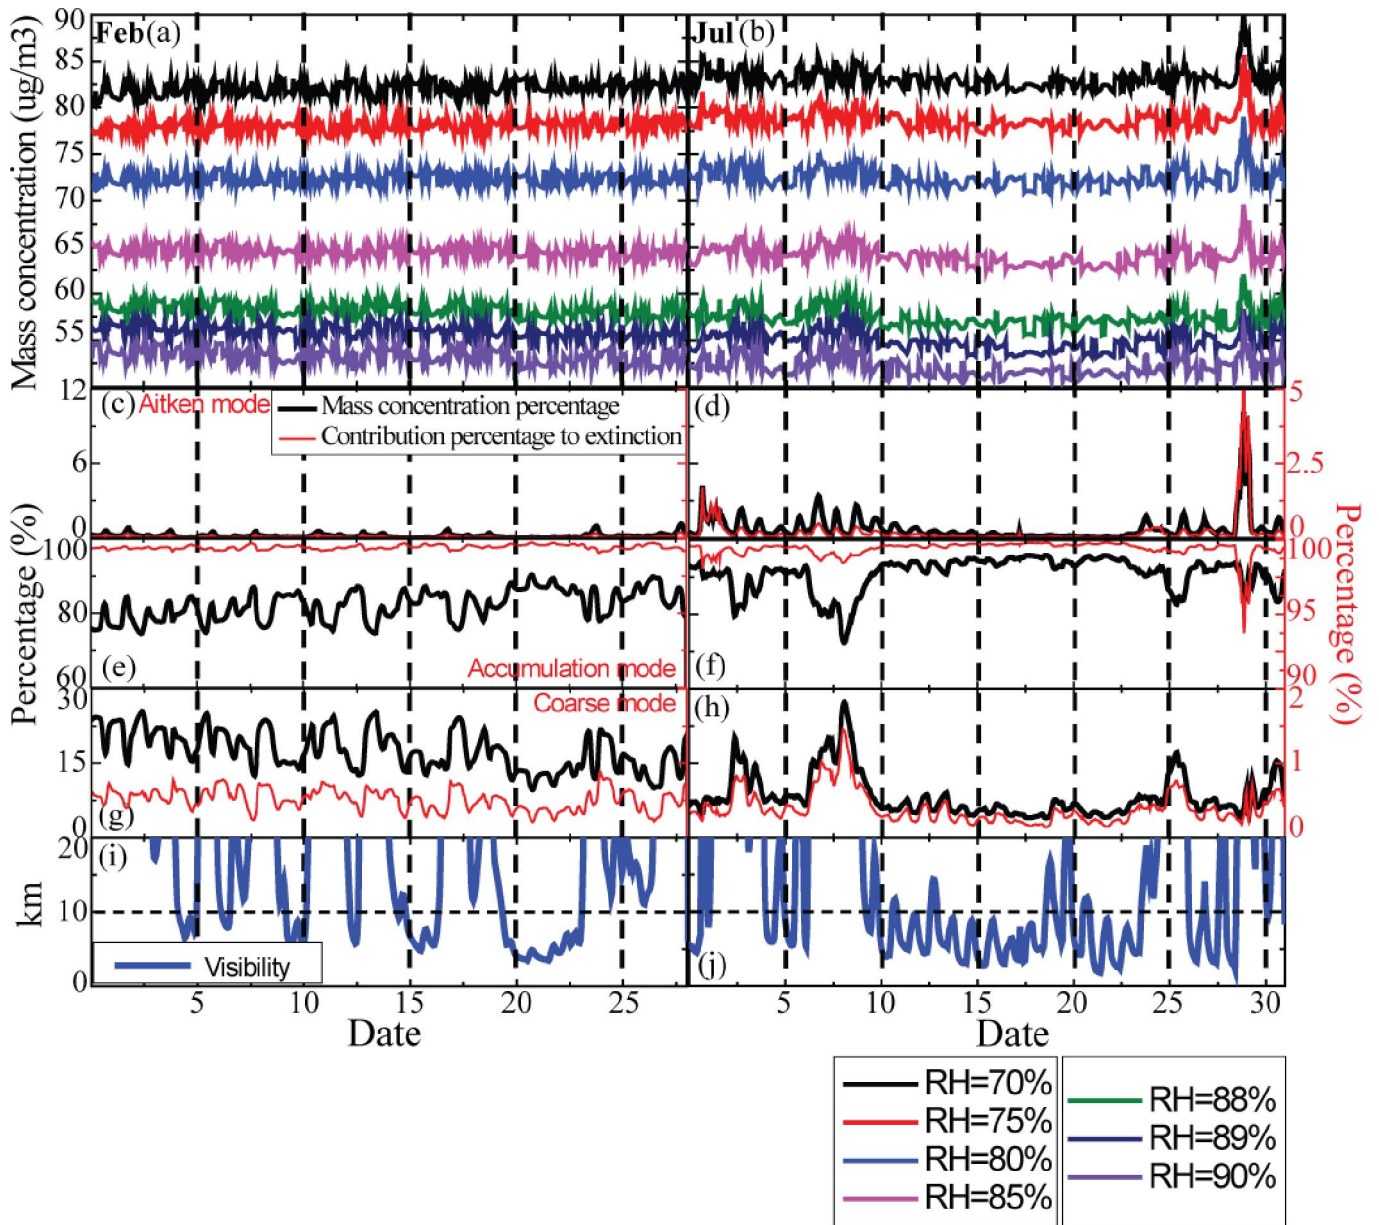 Feb (a)
Jul (b)
Mass concentration (ug/m3)
90
85
80
75
70
65
60
55
12
(c) Aitken mode
Mass concentration percentage
Contribution percentage to extinction
(d)
12
6
0
5
2.5
0
Percentage (%)
Percentage (%)
100
80
60
(e)
Accumulation mode
(f)
100
95
90
Coarse mode
30
15
0
(g)
(h)
2
1
0
km
20
10
0
(i)
Visibility
(j)
5 10 15 20 25
5 10 15 20 25 30
Date
Date
RH=70%
RH=75%
RH=80%
RH=85%
RH=88%
RH=89%
RH=90%